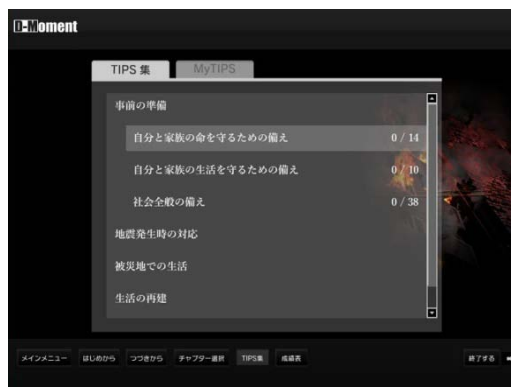 D-Moment
TIPS 集
MyTIPS
事前の準備
自分と家族の命を守るための備え 0 / 14
自分と家族の生活を守るための備え 0 / 10
社会全般の備え 0 / 38
地震発生時の対応
被災地での生活
生活の再建
メインメニュー はじめから つづきから チャプター選択 TIPS集 成績表 終了する